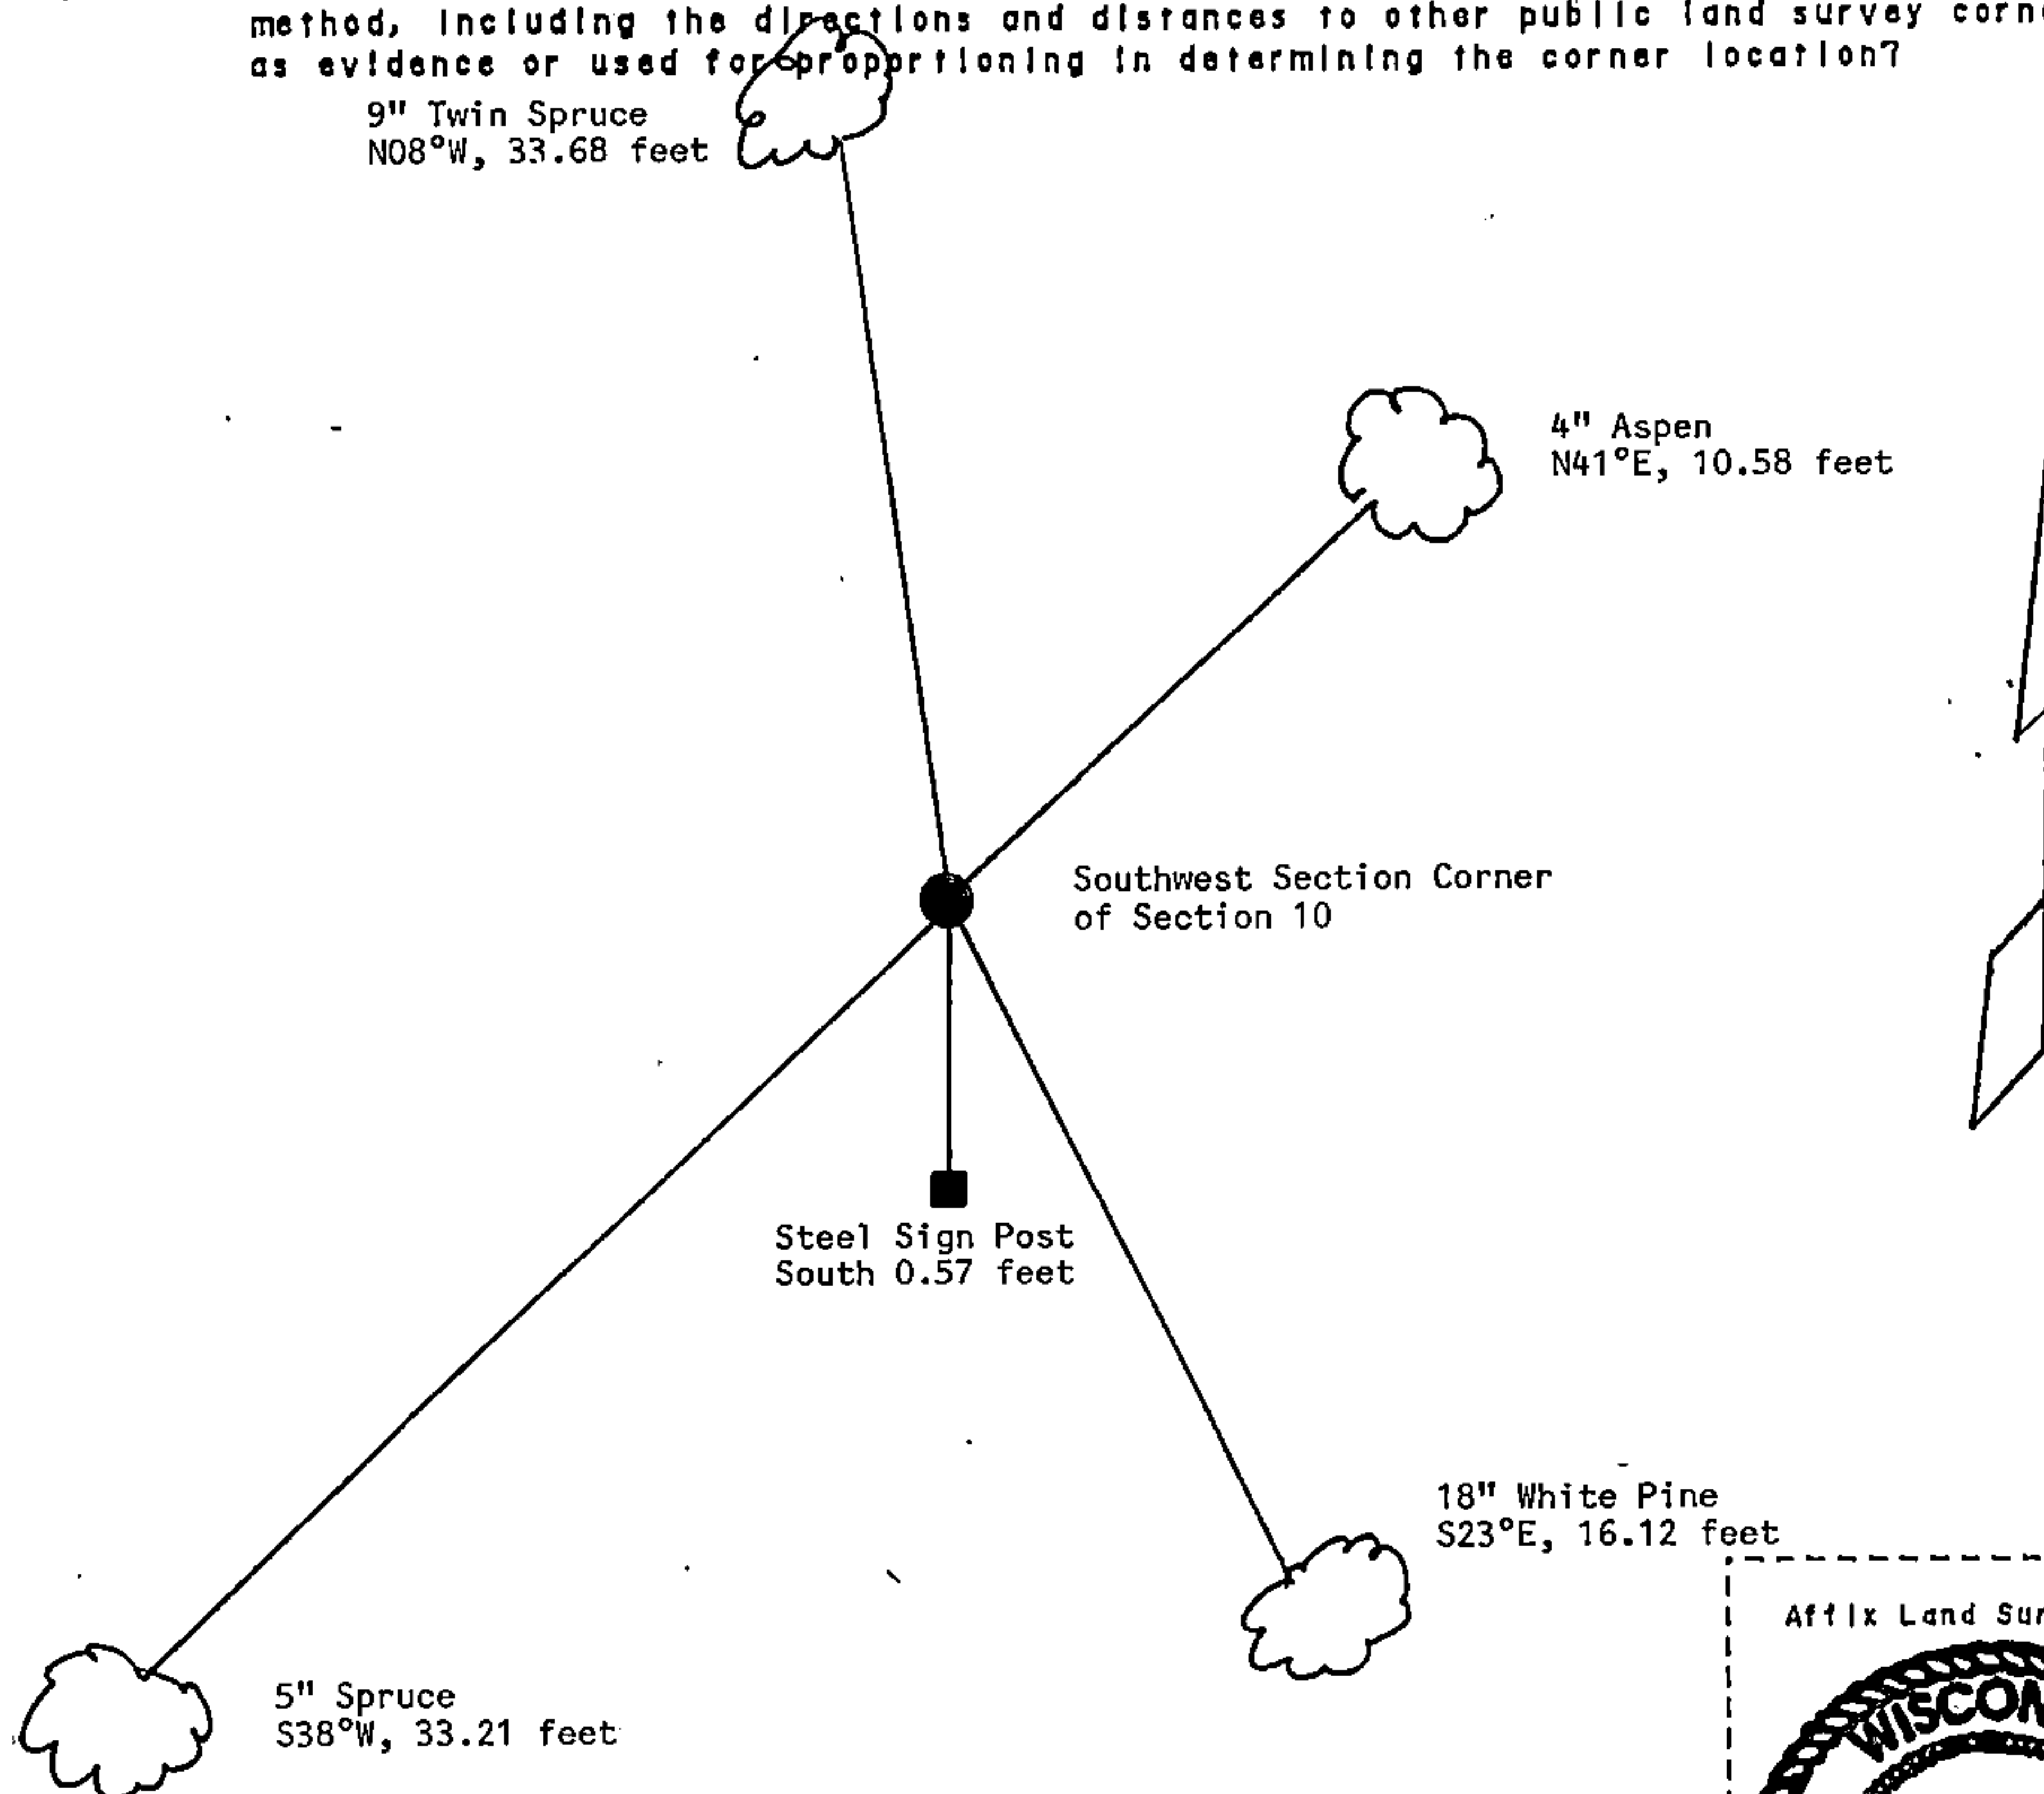 method, including the directions and distances to other public land survey corn
as evidence or used for proportioning in determining the corner location?
9" Twin Spruce
N08°W, 33.68 feet
4" Aspen
N41°E, 10.58 feet
Southwest Section Corner
of Section 10
Steel Sign Post
South 0.57 feet
18" White Pine
S23°E, 16.12 feet
Affix Land Sur
WISCON
5" Spruce
S38°W, 33.21 feet